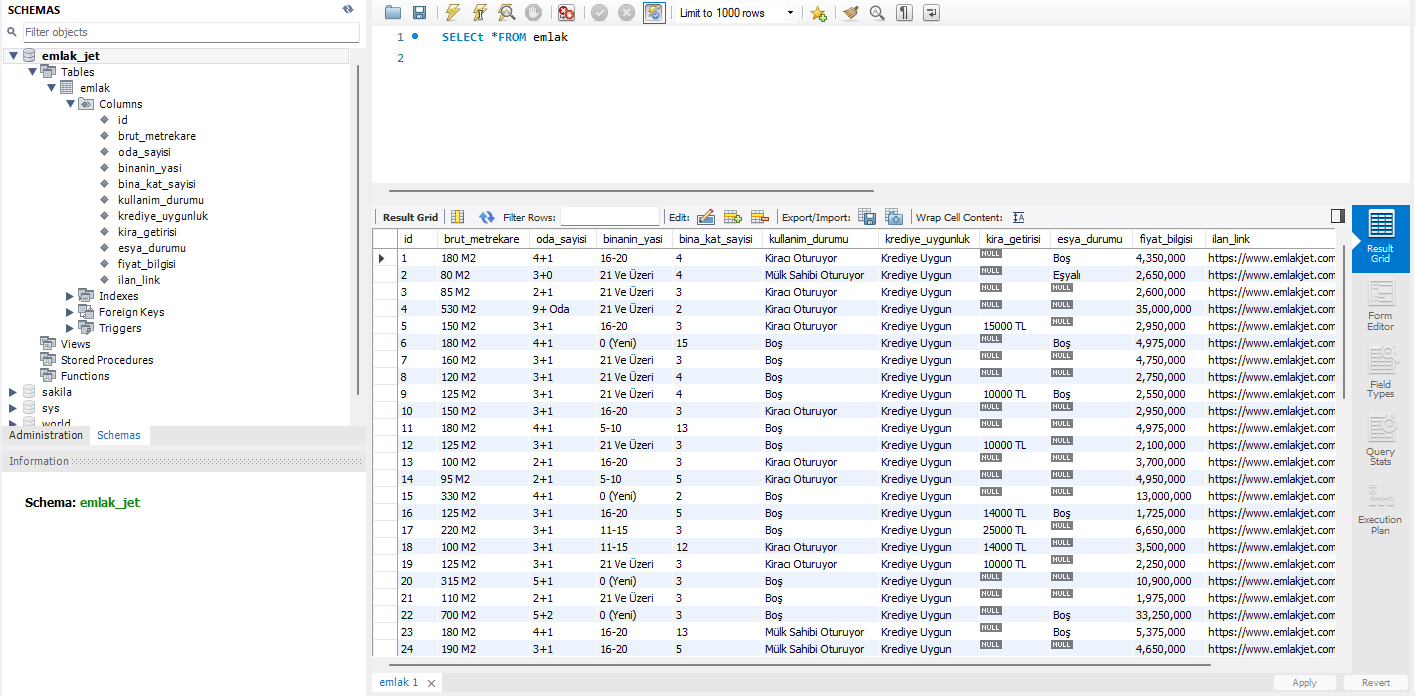 SCHEMAS
Filter objects
emlak_jet
Tables
emlak
Columns
id
brut_metrekare
oda_sayisi
binanin_yasi
bina_kat_sayisi
kullanim_durumu
krediye_uygunluk
kira_getirisi
esya_durumu
fiyat_bilgisi
ilan_link
Indexes
Foreign Keys
Triggers
Views
Stored Procedures
Functions
sakila
sys
world
Administration Schemas
Information
Schema: emlak_jet
Limit to 1000 rows
1 SELECt *FROM emlak
2
Result Grid Filter Rows: Edit: Export/Import: Wrap Cell Content:
id brut_metrekare oda_sayisi binanin_yasi bina_kat_sayisi kullanim_durumu krediye_uygunluk kira_getirisi esya_durumu fiyat_bilgisi ilan_link
1 180 M2 4+1 16-20 4 Kiracı Oturuyor Krediye Uygun NULL Boş 4,350,000 https://www.emlakjet.com
2 80 M2 3+0 21 Ve Üzeri 4 Mülk Sahibi Oturuyor Krediye Uygun NULL Eşyalı 2,650,000 https://www.emlakjet.com
3 85 M2 2+1 21 Ve Üzeri 3 Kiracı Oturuyor Krediye Uygun NULL NULL 2,600,000 https://www.emlakjet.com
4 530 M2 9+ Oda 21 Ve Üzeri 2 Kiracı Oturuyor Krediye Uygun NULL NULL 35,000,000 https://www.emlakjet.com
5 150 M2 3+1 16-20 3 Kiracı Oturuyor Krediye Uygun 15000 TL NULL 2,950,000 https://www.emlakjet.com
6 180 M2 4+1 0 (Yeni) 15 Boş Krediye Uygun NULL Boş 4,975,000 https://www.emlakjet.com
7 160 M2 3+1 21 Ve Üzeri 3 Boş Krediye Uygun NULL NULL 4,750,000 https://www.emlakjet.com
8 120 M2 3+1 21 Ve Üzeri 4 Boş Krediye Uygun NULL NULL 2,750,000 https://www.emlakjet.com
9 125 M2 3+1 21 Ve Üzeri 4 Boş Krediye Uygun 10000 TL Boş 2,550,000 https://www.emlakjet.com
10 150 M2 3+1 16-20 3 Kiracı Oturuyor Krediye Uygun NULL NULL 2,950,000 https://www.emlakjet.com
11 180 M2 4+1 5-10 13 Boş Krediye Uygun NULL NULL 4,975,000 https://www.emlakjet.com
12 125 M2 3+1 21 Ve Üzeri 3 Boş Krediye Uygun 10000 TL NULL 2,100,000 https://www.emlakjet.com
13 100 M2 2+1 16-20 3 Kiracı Oturuyor Krediye Uygun NULL NULL 3,700,000 https://www.emlakjet.com
14 95 M2 2+1 5-10 5 Kiracı Oturuyor Krediye Uygun NULL NULL 4,950,000 https://www.emlakjet.com
15 330 M2 4+1 0 (Yeni) 2 Boş Krediye Uygun NULL NULL 13,000,000 https://www.emlakjet.com
16 125 M2 3+1 16-20 5 Boş Krediye Uygun 14000 TL Boş 1,725,000 https://www.emlakjet.com
17 220 M2 3+1 11-15 3 Boş Krediye Uygun 25000 TL NULL 6,650,000 https://www.emlakjet.com
18 100 M2 3+1 11-15 12 Kiracı Oturuyor Krediye Uygun 14000 TL NULL 3,500,000 https://www.emlakjet.com
19 125 M2 3+1 21 Ve Üzeri 3 Kiracı Oturuyor Krediye Uygun 10000 TL NULL 2,250,000 https://www.emlakjet.com
20 315 M2 5+1 0 (Yeni) 3 Boş Krediye Uygun NULL NULL 10,900,000 https://www.emlakjet.com
21 110 M2 2+1 21 Ve Üzeri 3 Boş Krediye Uygun NULL NULL 1,975,000 https://www.emlakjet.com
22 700 M2 5+2 0 (Yeni) 3 Boş Krediye Uygun NULL Boş 33,250,000 https://www.emlakjet.com
23 180 M2 4+1 16-20 13 Mülk Sahibi Oturuyor Krediye Uygun NULL Boş 5,375,000 https://www.emlakjet.com
24 190 M2 3+1 16-20 5 Mülk Sahibi Oturuyor Krediye Uygun NULL NULL 4,650,000 https://www.emlakjet.com
Result
Grid
Form
Editor
Field
Types
Query
Stats
Execution
Plan
emlak 1
Apply Revert